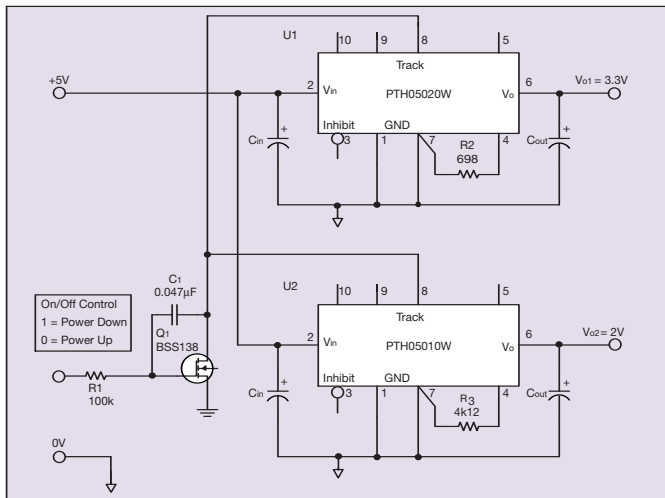 U1
10
9
8
5
Track
+5V
2
Vin
PTH05020W
Vo
6
Vo1 = 3.3V
Inhibit
GND
Cin
+
3
1
7
R2
698
4
Cout
+
C1
0.047µF
On/Off Control
1 = Power Down
0 = Power Up
Q1
BSS138
R1
100k
0V
U2
10
9
8
5
Track
2
Vin
PTH05010W
Vo
6
Vo2 = 2V
Inhibit
GND
Cin
+
3
1
7
R3
4k12
4
Cout
+